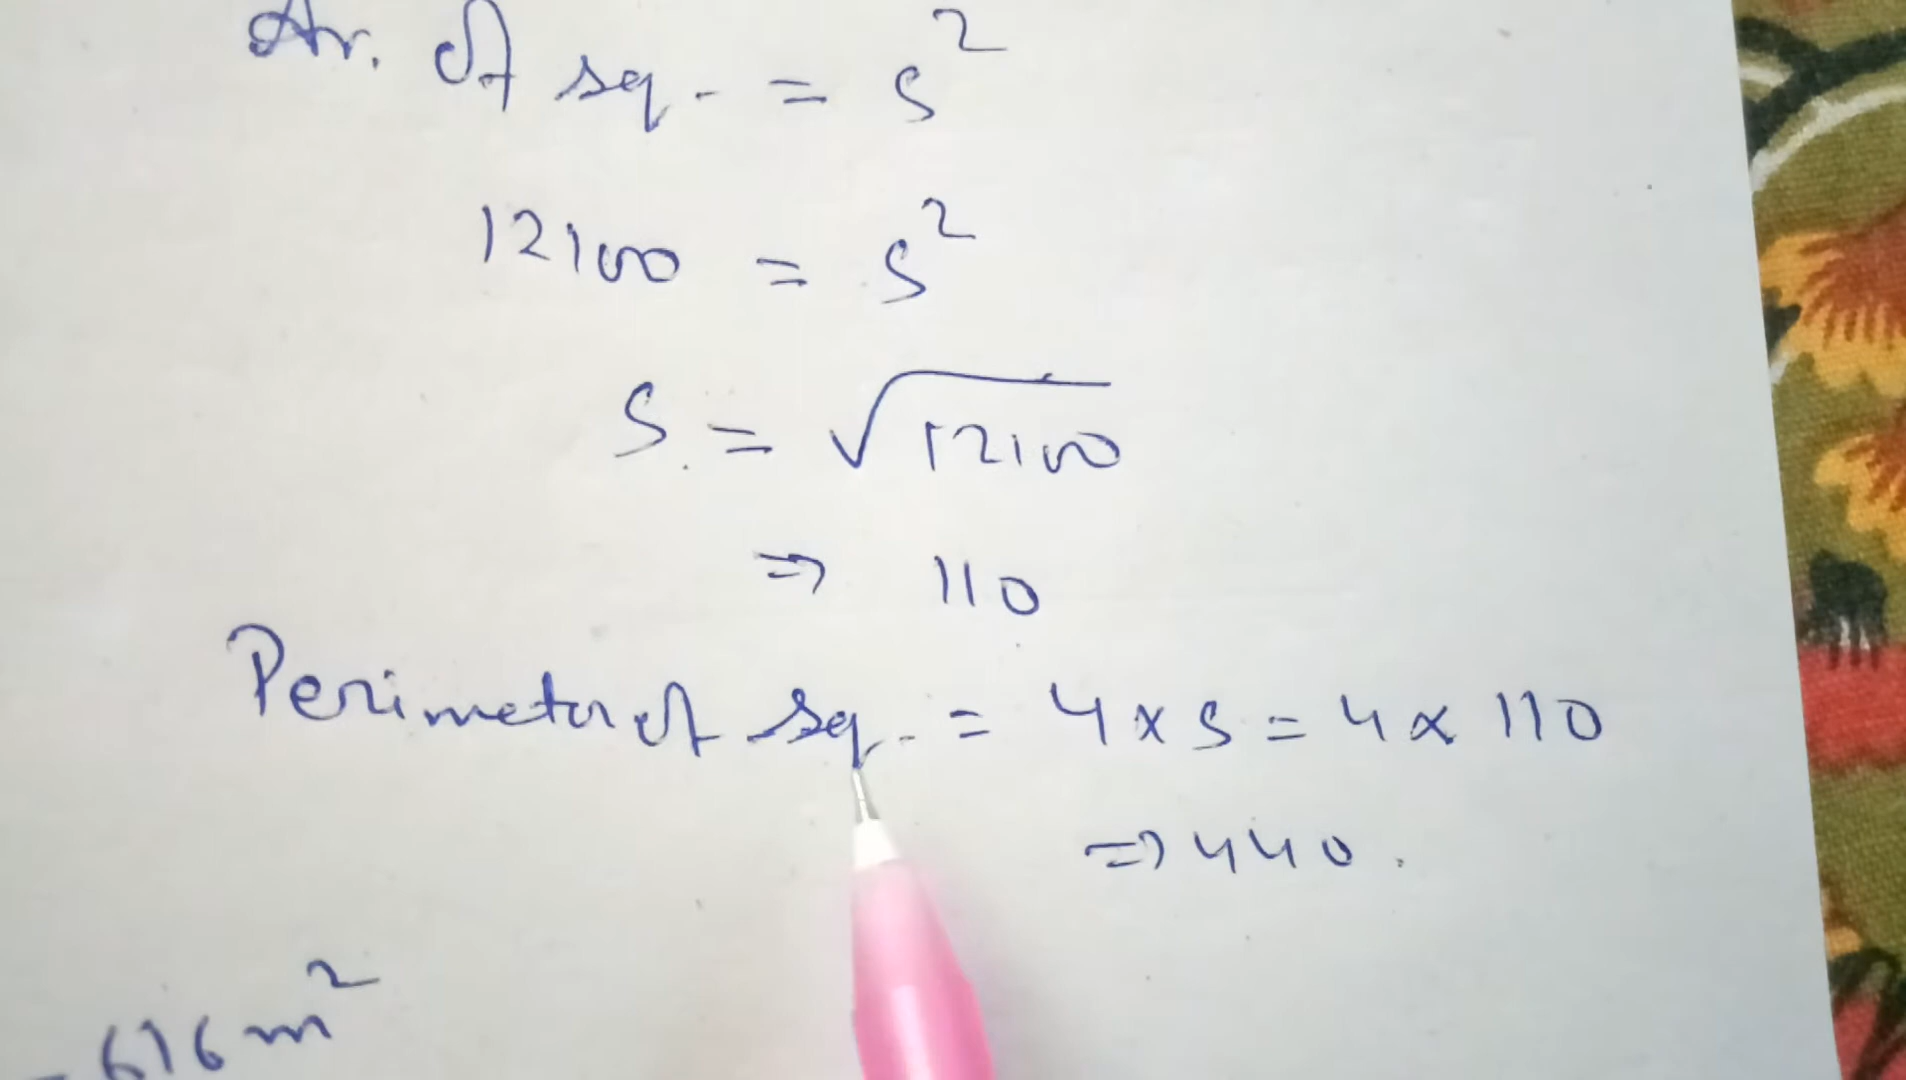 Ar. of sq. = s²
12100 = s²
S = √12100
⇒ 110
Perimeter of sq. = 4 × s = 4 × 110
⇒ 440.
616 m²